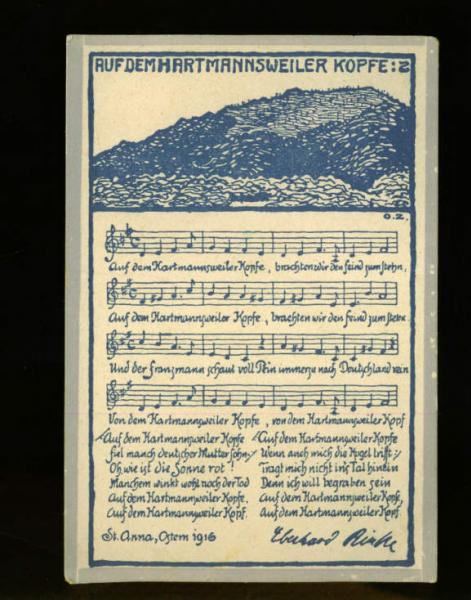 AUF DEM HARTMANNSWEILER KOPFE:
O.Z.
Auf dem Hartmannsweiler Kopfe, brachten wir den Feind zum stehn,
Auf dem Hartmannsweiler Kopfe, brachten wir den Feind zum stehn.
Und der Franzmann schaut voll Pein immerzu nach Deutschland rein
Von dem Hartmannsweiler Kopfe, von dem Hartmannsweiler Kopf
Auf dem Hartmannsweiler Kopfe
fiel manch deutscher Mutter Sohn,
Oh, wie ist die Sonne rot!
Manchem winkt wohl noch der Tod
Auf dem Hartmannsweiler Kopfe,
Auf dem Hartmannsweiler Kopf.
Auf dem Hartmannsweiler Kopfe
Wenn auch mich die Kugel trifft:
Tragt mich nicht ins Tal hinein
Denn ich will begraben sein
Auf dem Hartmannsweiler Kopfe,
Auf dem Hartmannsweiler Kopf.
St. Anna, Ostern 1916
Eberhard